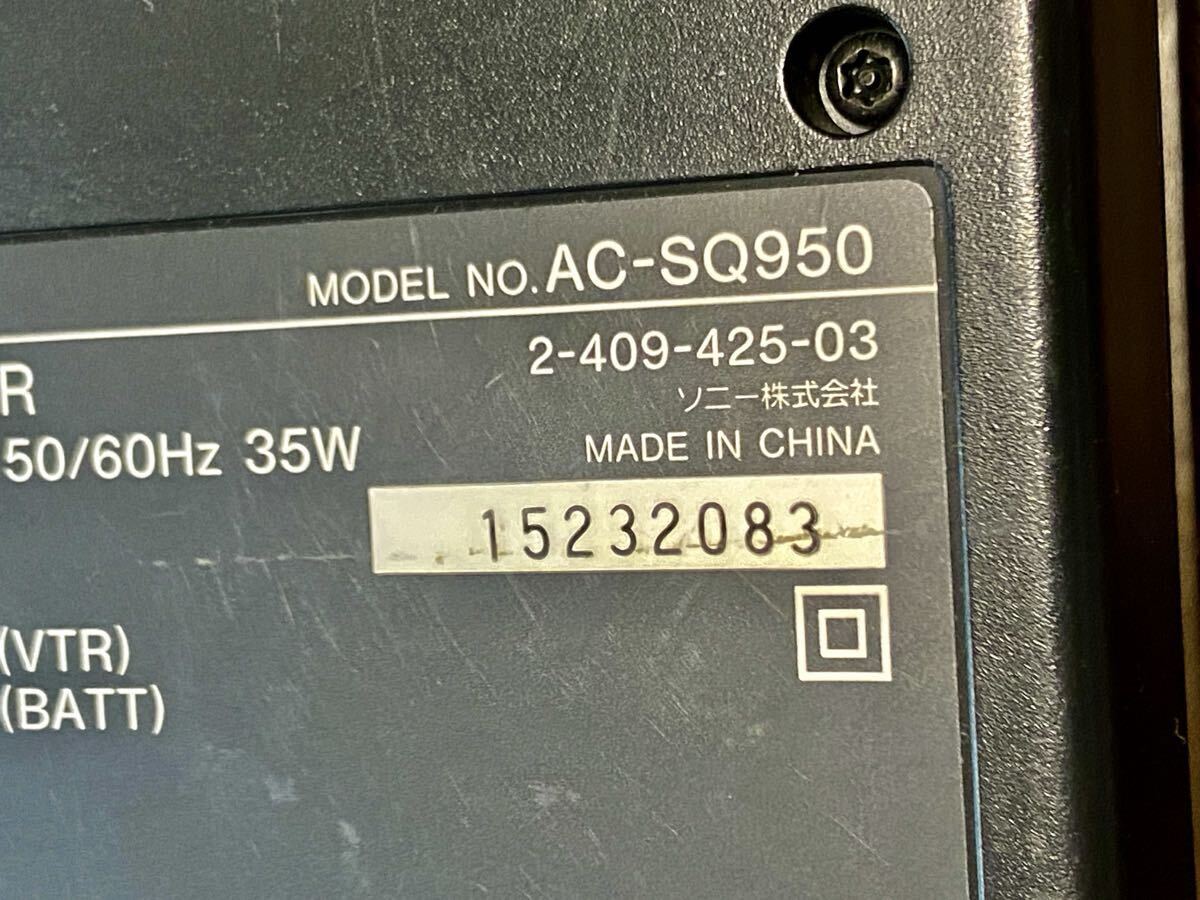 MODEL NO. AC-SQ950
2-409-425-03
ソニー株式会社
MADE IN CHINA
R
50/60Hz 35W
15232083
(VTR)
(BATT)